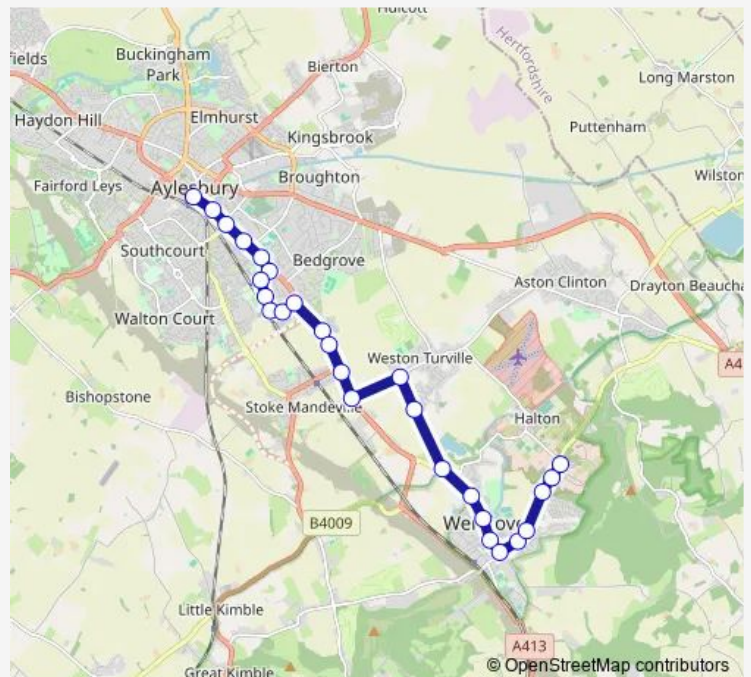 Hulcott
fields
Buckingham
Park
Bierton
Hertfordshire
Long Marston
Haydon Hill
Elmhurst
Kingsbrook
Puttenham
Fairford Leys
Aylesbury
Broughton
Wilston
Southcourt
Bedgrove
Aston Clinton
Drayton Beaucha
Walton Court
Weston Turville
A4
Bishopstone
Stoke Mandeville
Halton
B4009
Wendover
Little Kimble
A413
Great Kimble
© OpenStreetMap contributors